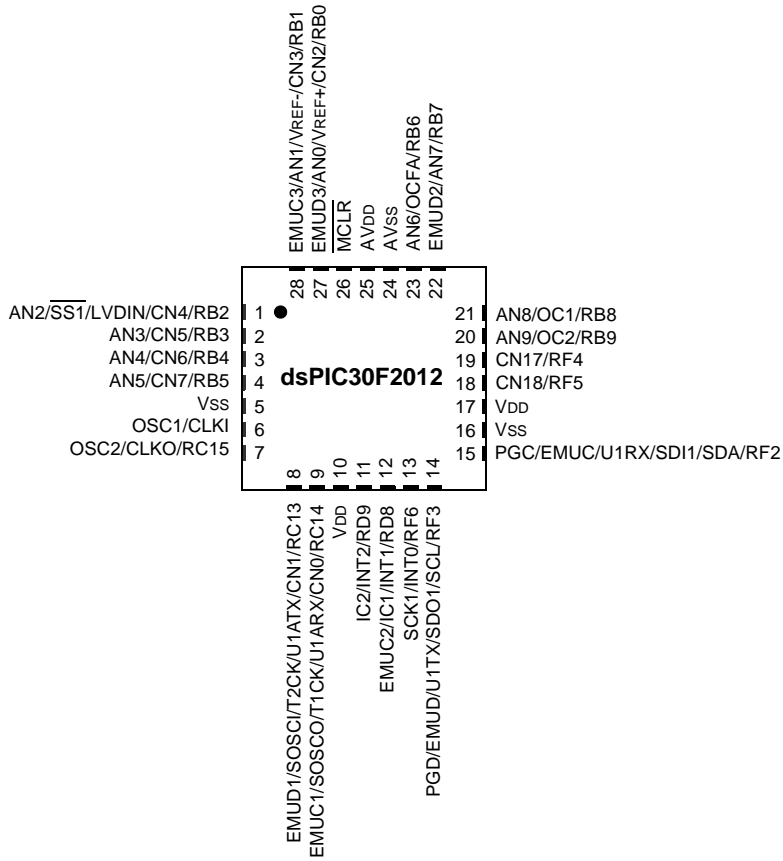 EMUC3/AN1/VREF-/CN3/RB1
EMUD3/AN0/VREF+/CN2/RB0
MCLR
AVDD
AVSS
AN6/OCFA/RB6
EMUD2/AN7/RB7
28
27
26
25
24
23
22
AN2/SS1/LVDIN/CN4/RB2 1
AN3/CN5/RB3 2
AN4/CN6/RB4 3
AN5/CN7/RB5 4
VSS 5
OSC1/CLKI 6
OSC2/CLKO/RC15 7
dsPIC30F2012
21 AN8/OC1/RB8
20 AN9/OC2/RB9
19 CN17/RF4
18 CN18/RF5
17 VDD
16 VSS
15 PGC/EMUC/U1RX/SDI1/SDA/RF2
8
9
10
11
12
13
14
EMUD1/SOSCI/T2CK/U1ATX/CN1/RC13
EMUC1/SOSCO/T1CK/U1ARX/CN0/RC14
VDD
IC2/INT2/RD9
EMUC2/IC1/INT1/RD8
SCK1/INT0/RF6
PGD/EMUD/U1TX/SDO1/SCL/RF3